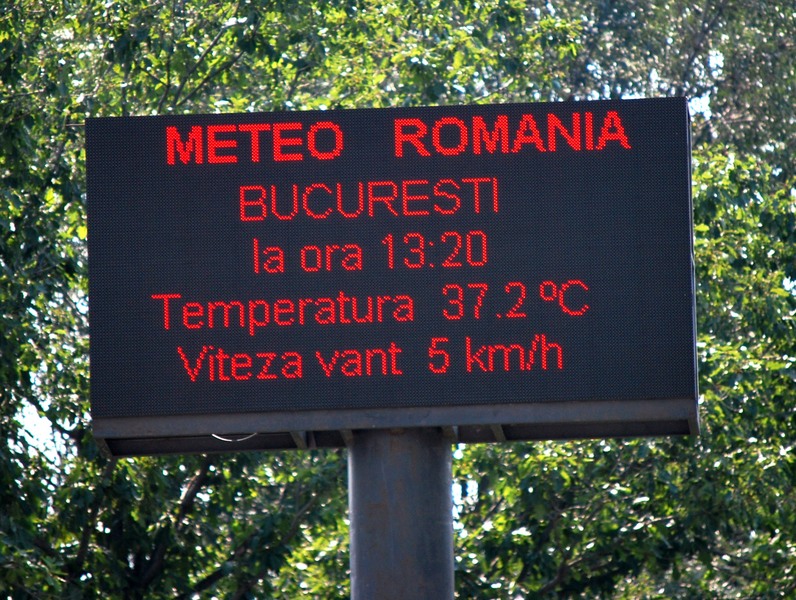 METEO ROMANIA
BUCURESTI
la ora 13:20
Temperatura 37.2 ºC
Viteza vant 5 km/h